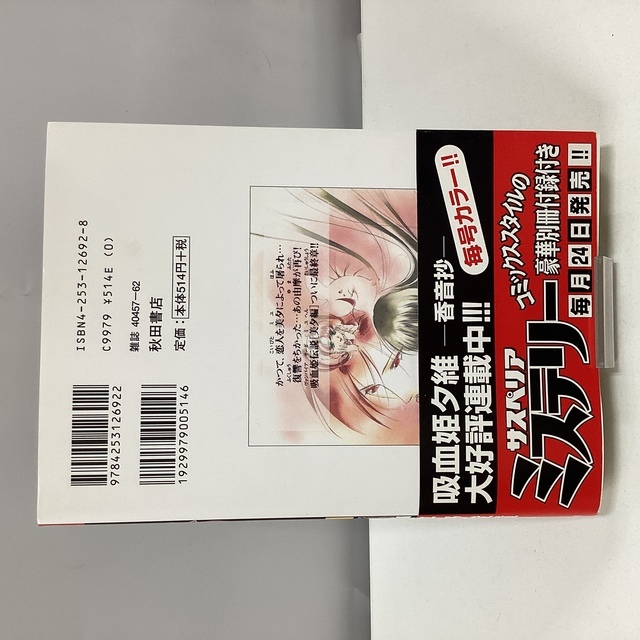 ISBN4-253-12692-8
C9979 ¥514E (0)
雑誌 40457-62
秋田書店
定価：本体514円+税
9784253126922
1929979005146
かつて、恋人を美夕によって屠られ…
復讐をちかった…あの由摩が再び!
吸血姫伝説[美夕編]ついに最終章!!
吸血姫夕維
―香音抄―
毎号カラー!!
大好評連載中!!!
サスペリア
ミステリー
コミックススタイルの
豪華別冊付録付き
毎月24日発売!!